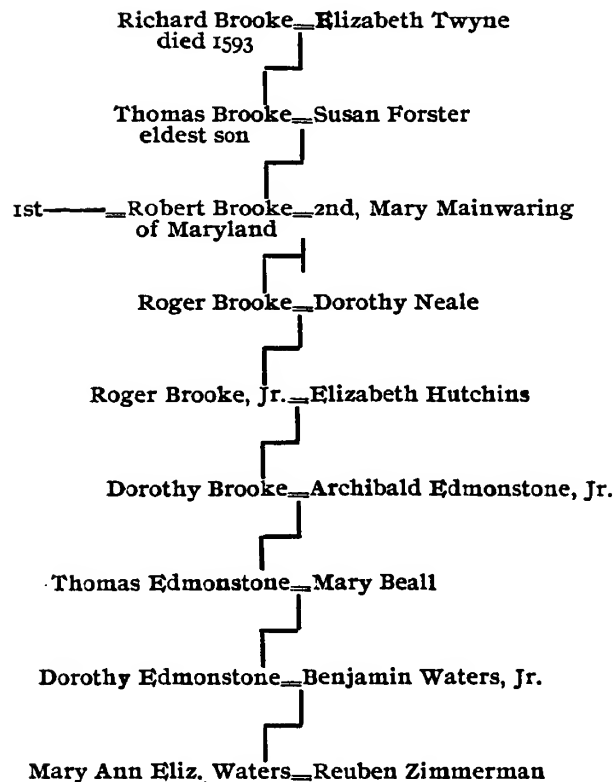 Richard Brooke=Elizabeth Twyne
died 1593
Thomas Brooke=Susan Forster
eldest son
1st——=Robert Brooke=2nd, Mary Mainwaring
of Maryland
Roger Brooke=Dorothy Neale
Roger Brooke, Jr.=Elizabeth Hutchins
Dorothy Brooke=Archibald Edmonstone, Jr.
Thomas Edmonstone=Mary Beall
Dorothy Edmonstone=Benjamin Waters, Jr.
Mary Ann Eliz. Waters=Reuben Zimmerman